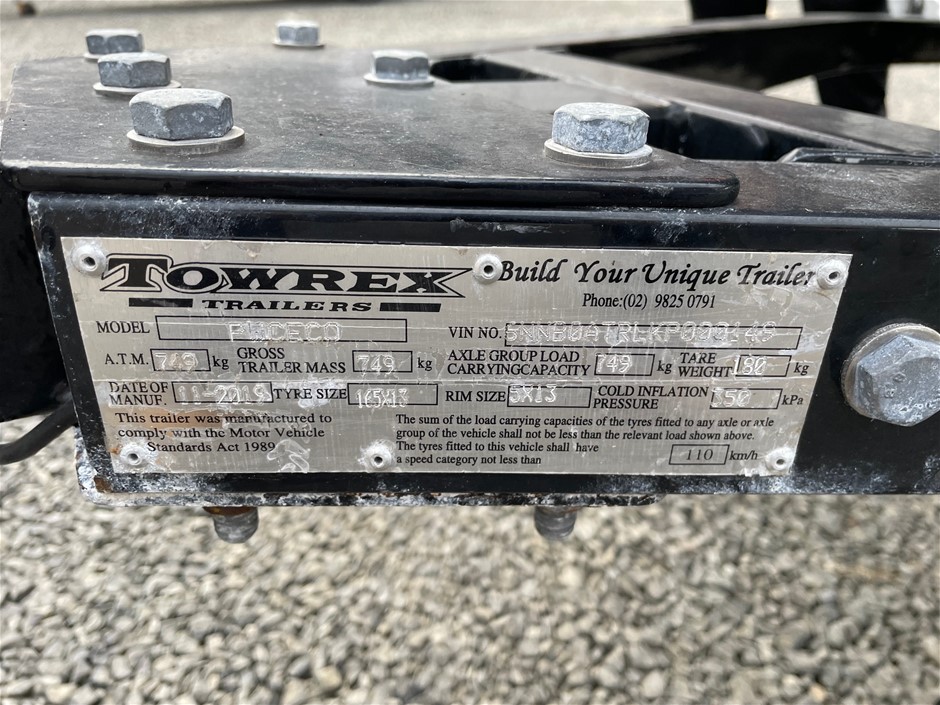 TOWREX
TRAILERS
Build Your Unique Trailer
Phone:(02) 9825 0791
MODEL
VIN NO.
A.T.M. 749 kg GROSS TRAILER MASS 749 kg AXLE GROUP LOAD CARRYINGCAPACITY 749 kg TARE WEIGHT 180 kg
DATE OF MANUF. 11-2019 TYRE SIZE 165X13 RIM SIZE 5X13 COLD INFLATION PRESSURE 350 kPa
This trailer was manufactured to
comply with the Motor Vehicle
Standards Act 1989
The sum of the load carrying capacities of the tyres fitted to any axle or axle
group of the vehicle shall not be less than the relevant load shown above.
The tyres fitted to this vehicle shall have
a speed category not less than 110 km/h